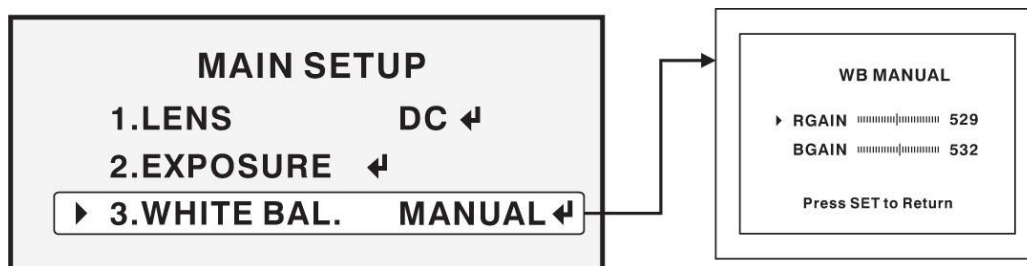 MAIN SETUP
1.LENS DC ↲
2.EXPOSURE ↲
3.WHITE BAL. MANUAL ↲
WB MANUAL
RGAIN 529
BGAIN 532
Press SET to Return